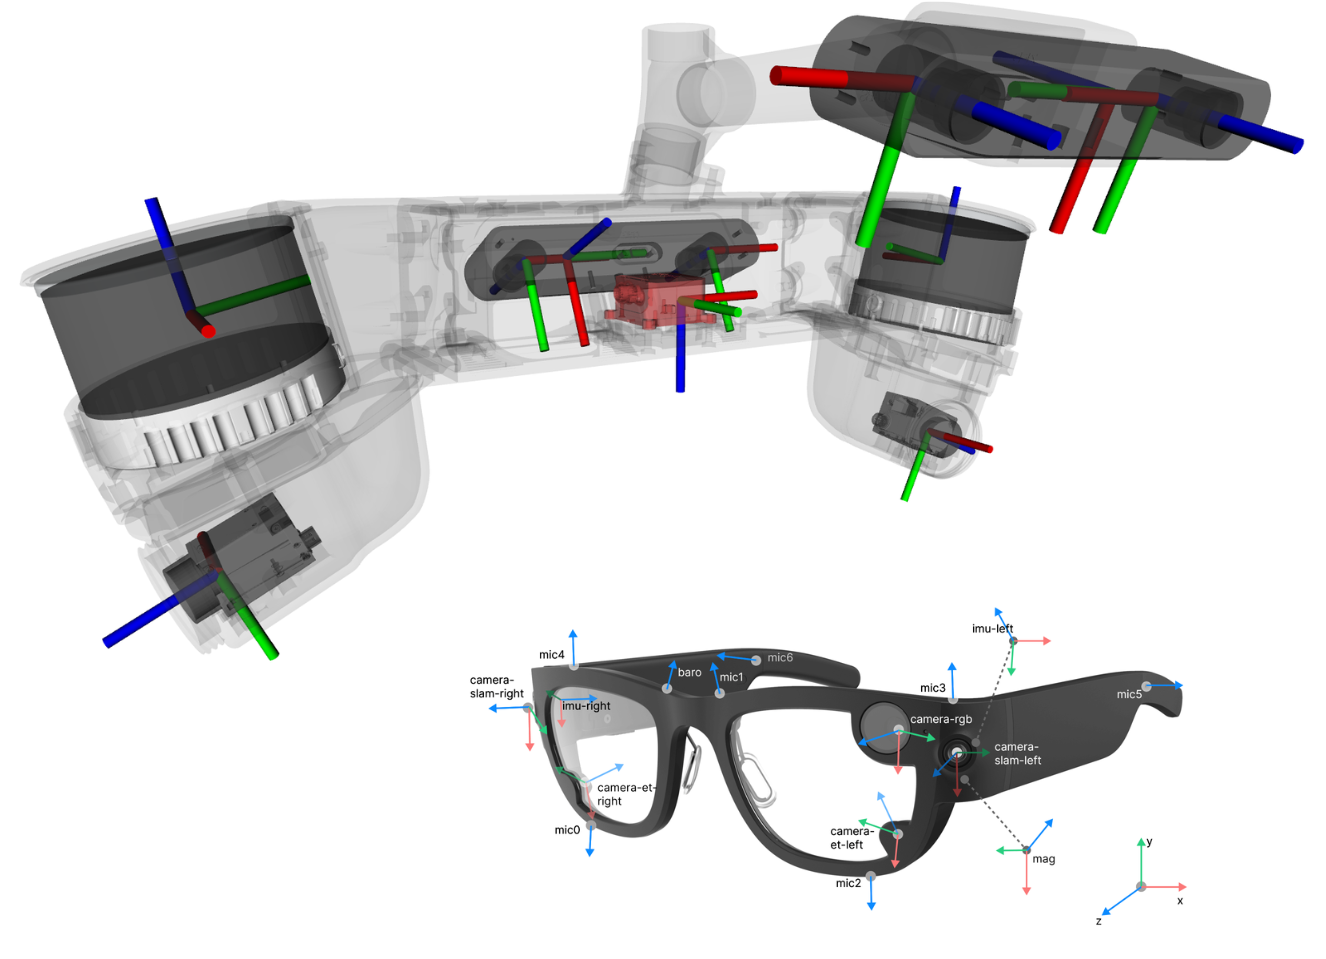 imu-left
mic4
baro
mic6
mic1
camera-
slam-right
imu-right
mic3
mic5
camera-rgb
camera-
slam-left
camera-et-
right
mic0
camera-
et-left
mag
mic2
y
x
z